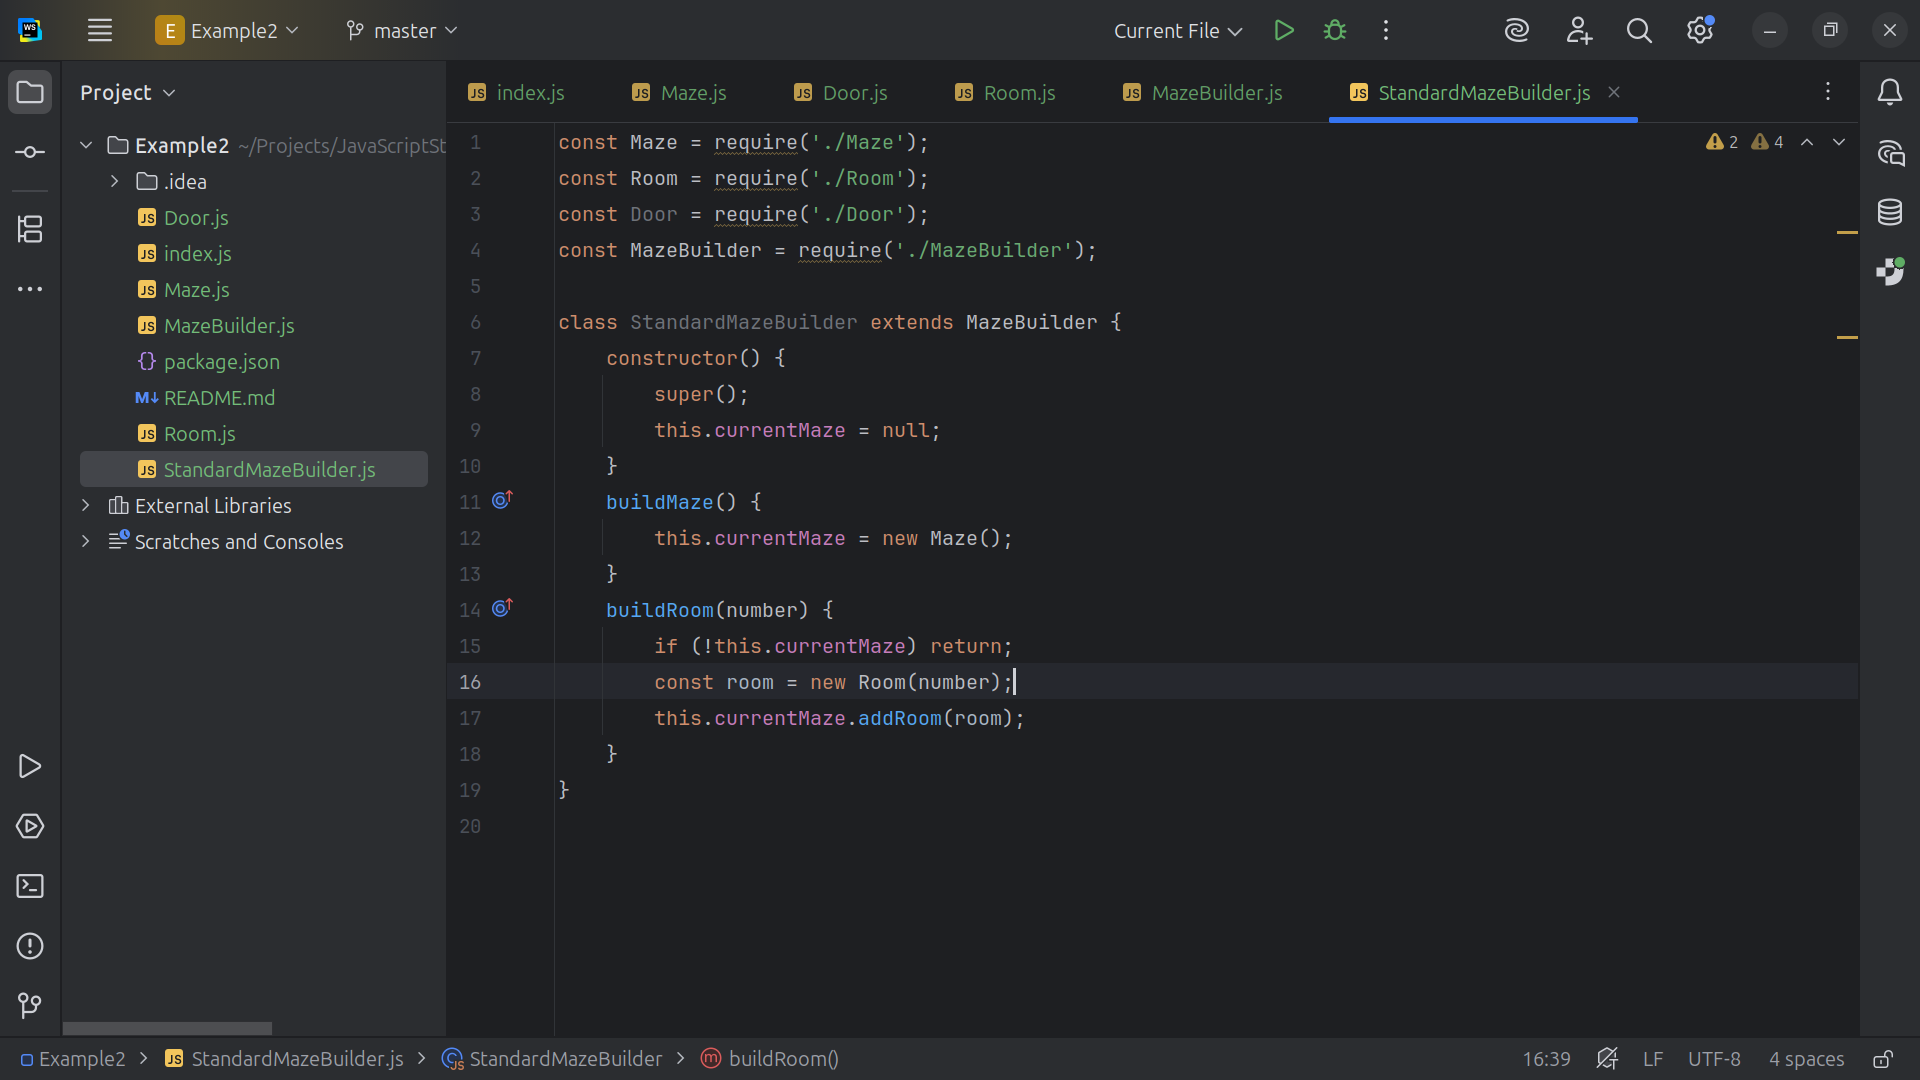 WS
E Example2
master
Current File
Project
index.js
Maze.js
Door.js
Room.js
MazeBuilder.js
StandardMazeBuilder.js
Example2 ~/Projects/JavaScriptSt
.idea
Door.js
index.js
Maze.js
MazeBuilder.js
package.json
README.md
Room.js
StandardMazeBuilder.js
External Libraries
Scratches and Consoles
2 4
1 const Maze = require('./Maze');
2 const Room = require('./Room');
3 const Door = require('./Door');
4 const MazeBuilder = require('./MazeBuilder');
5
6 class StandardMazeBuilder extends MazeBuilder {
7     constructor() {
8         super();
9         this.currentMaze = null;
10     }
11     buildMaze() {
12         this.currentMaze = new Maze();
13     }
14     buildRoom(number) {
15         if (!this.currentMaze) return;
16         const room = new Room(number);
17         this.currentMaze.addRoom(room);
18     }
19 }
20
Example2 > StandardMazeBuilder.js > StandardMazeBuilder > buildRoom()
16:39 LF UTF-8 4 spaces